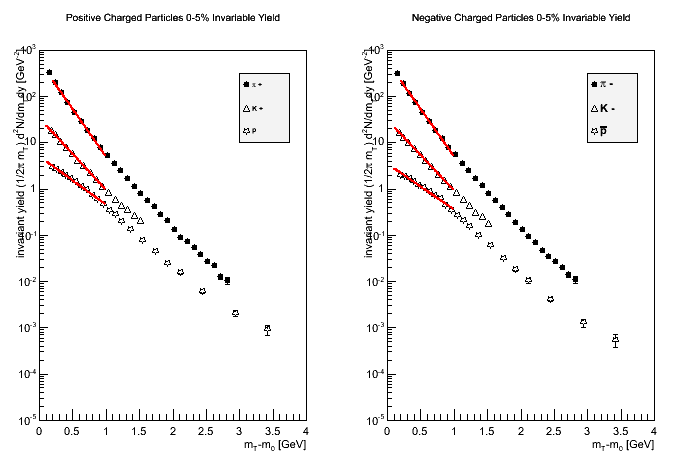 Positive Charged Particles 0-5% Invariable Yield
invariant yield (1/2π m_T) d²N/dm_T dy [GeV⁻²]
10³
10²
10
1
10⁻¹
10⁻²
10⁻³
10⁻⁴
10⁻⁵
π +
K +
p
0 0.5 1 1.5 2 2.5 3 3.5 4
m_T-m_0 [GeV]
Negative Charged Particles 0-5% Invariable Yield
invariant yield (1/2π m_T) d²N/dm_T dy [GeV⁻²]
10³
10²
10
1
10⁻¹
10⁻²
10⁻³
10⁻⁴
10⁻⁵
π -
K -
p̅
0 0.5 1 1.5 2 2.5 3 3.5 4
m_T-m_0 [GeV]